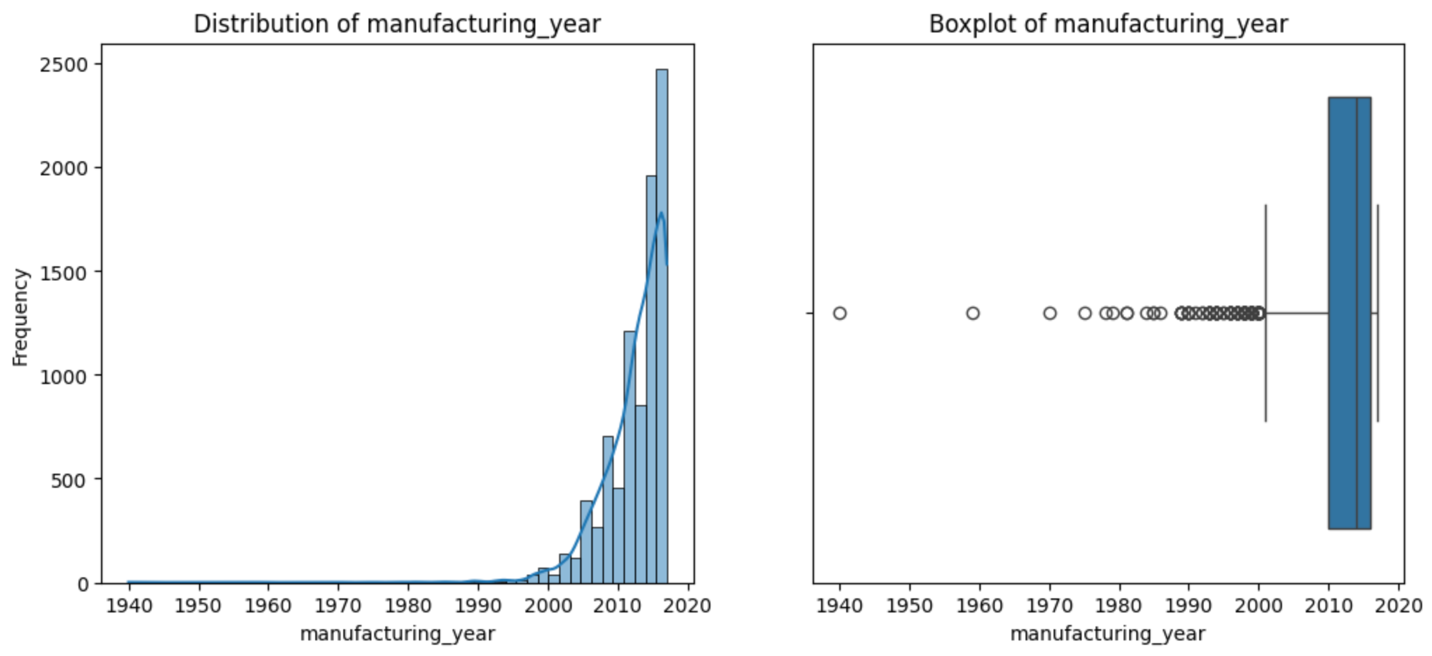 Distribution of manufacturing_year
2500
2000
1500
1000
500
0
Frequency
1940 1950 1960 1970 1980 1990 2000 2010 2020
manufacturing_year
Boxplot of manufacturing_year
1940 1950 1960 1970 1980 1990 2000 2010 2020
manufacturing_year